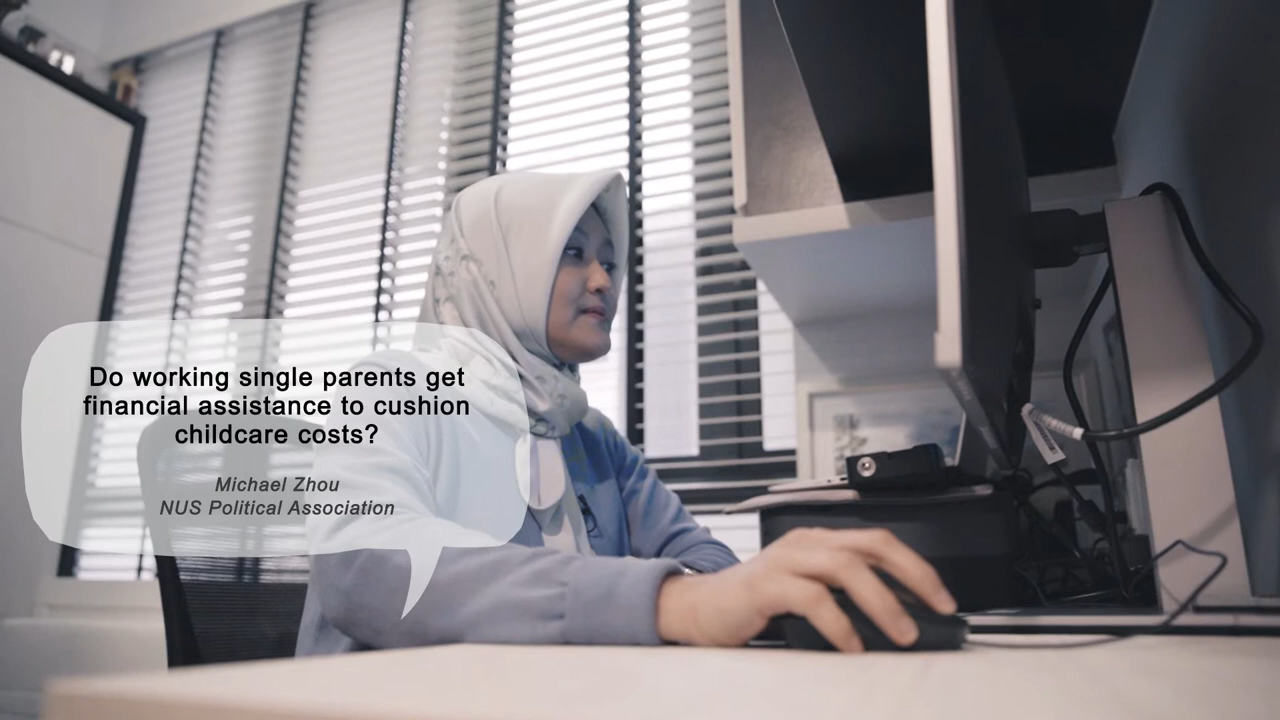 Do working single parents get
financial assistance to cushion
childcare costs?
Michael Zhou
NUS Political Association